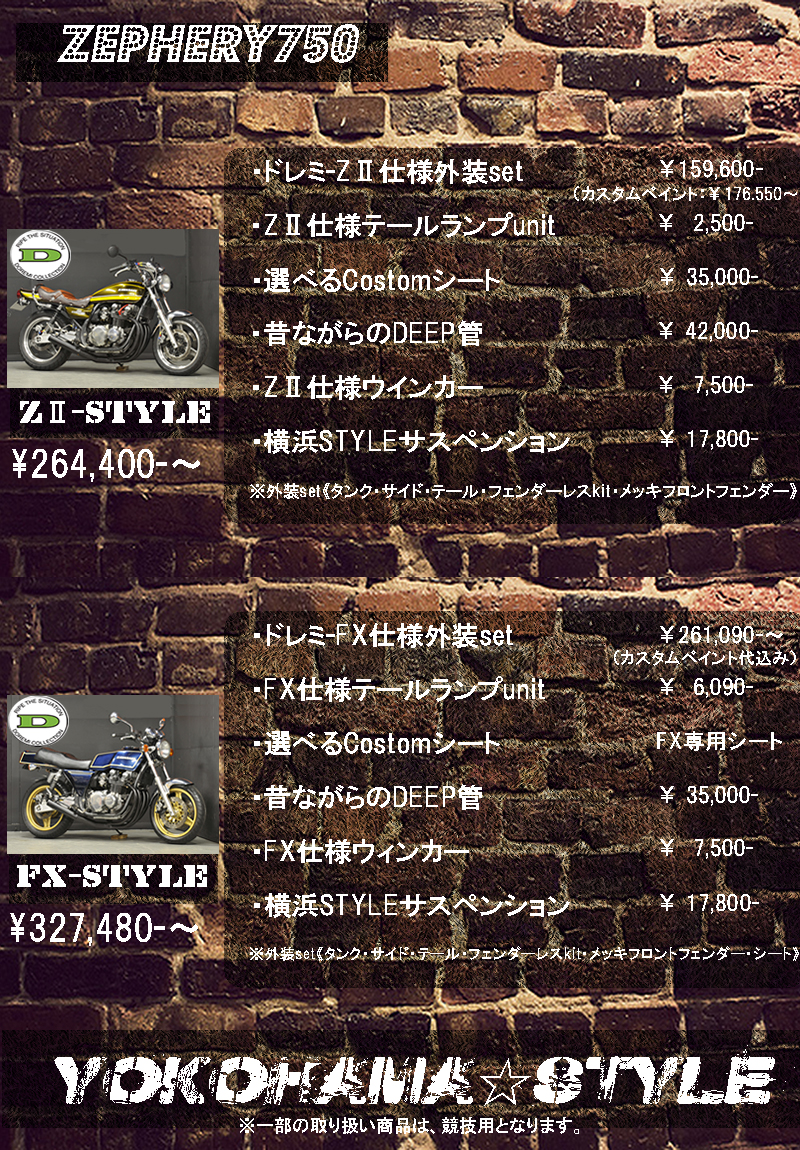 ZEPHERY750
・ドレミ-ZⅡ仕様外装set ￥159,600-
（カスタムペイント：￥176.550～
・ZⅡ仕様テールランプunit ￥ 2,500-
・選べるCostomシート ￥ 35,000-
・昔ながらのDEEP管 ￥ 42,000-
・ZⅡ仕様ウインカー ￥ 7,500-
・横浜STYLEサスペンション ￥ 17,800-
※外装set《タンク・サイド・テール・フェンダーレスkit・メッキフロントフェンダー》
RIPE THE SITUATION
D
DOREMI COLLECTION
ZⅡ-STYLE
￥264,400-～
・ドレミ-FX仕様外装set ￥261,090-～
（カスタムペイント代込み）
・FX仕様テールランプunit ￥ 6,090-
・選べるCostomシート FX専用シート
・昔ながらのDEEP管 ￥ 35,000-
・FX仕様ウィンカー ￥ 7,500-
・横浜STYLEサスペンション ￥ 17,800-
※外装set《タンク・サイド・テール・フェンダーレスkit・メッキフロントフェンダー・シート》
RIPE THE SITUATION
D
DOREMI COLLECTION
FX-STYLE
￥327,480-～
YOKOHAMA☆STYLE
※一部の取り扱い商品は、競技用となります。